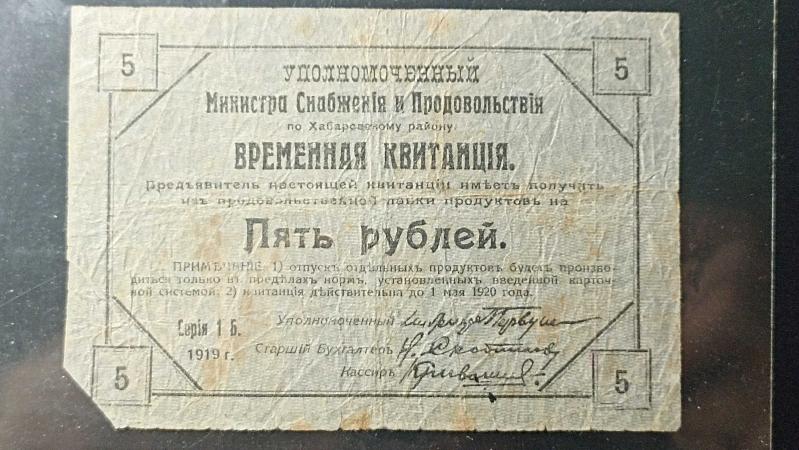 5 5
УПОЛНОМОЧЕННЫЙ
Министра Снабженія и Продовольствія
по Хабаровскому району.
ВРЕМЕННАЯ КВИТАНЦІЯ.
Предъявитель настоящей квитанціи имѣетъ получить
изъ продовольственной лавки продуктовъ на
Пять рублей.
ПРИМѢЧЕНІЕ: 1) отпускъ отдѣльныхъ продуктовъ будетъ произво-
диться только въ предѣлахъ нормъ, установленныхъ введенной карточ-
ной системой; 2) квитанція дѣйствительна до 1 мая 1920 года.
Серія 1 Б.
1919 г.
Уполномоченный
Старшій Бухгалтеръ
Кассиръ
5 5